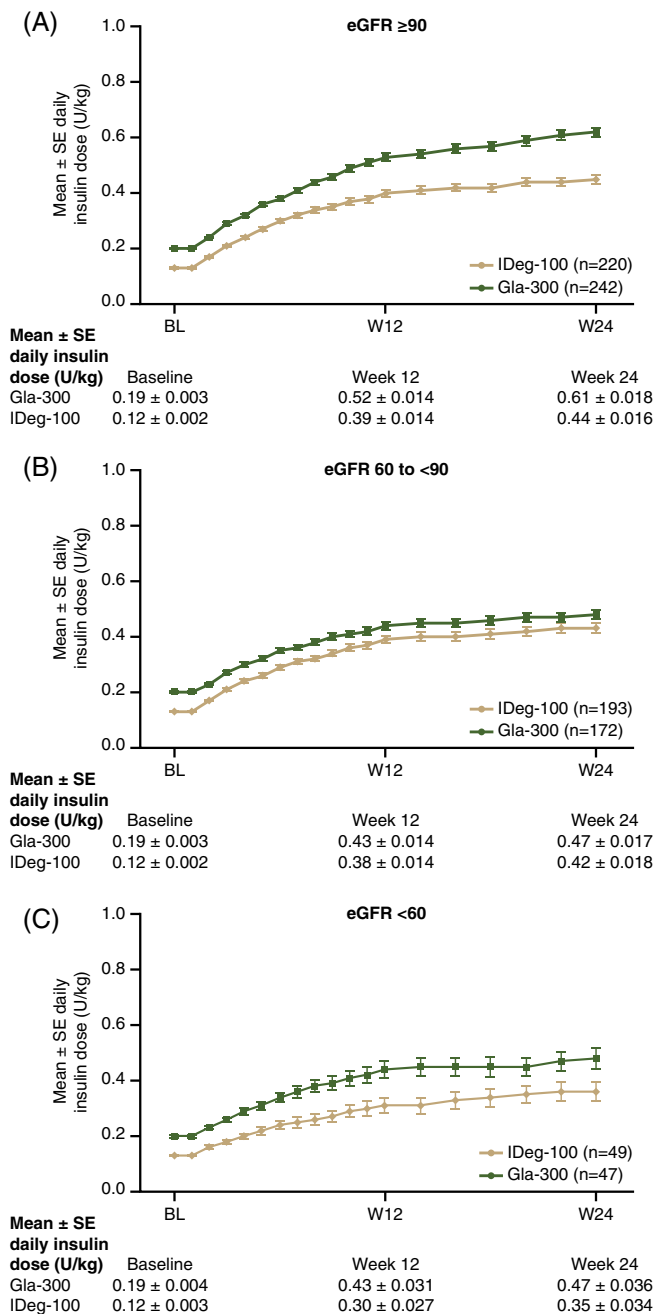 (A)
eGFR ≥90
Mean ± SE daily
insulin dose (U/kg)
1.0
0.8
0.6
0.4
0.2
0.0
IDeg-100 (n=220)
Gla-300 (n=242)
BL W12 W24
Mean ± SE
daily insulin
dose (U/kg) Baseline Week 12 Week 24
Gla-300 0.19 ± 0.003 0.52 ± 0.014 0.61 ± 0.018
IDeg-100 0.12 ± 0.002 0.39 ± 0.014 0.44 ± 0.016
(B)
eGFR 60 to <90
Mean ± SE daily
insulin dose (U/kg)
1.0
0.8
0.6
0.4
0.2
0.0
IDeg-100 (n=193)
Gla-300 (n=172)
BL W12 W24
Mean ± SE
daily insulin
dose (U/kg) Baseline Week 12 Week 24
Gla-300 0.19 ± 0.003 0.43 ± 0.014 0.47 ± 0.017
IDeg-100 0.12 ± 0.002 0.38 ± 0.014 0.42 ± 0.018
(C)
eGFR <60
Mean ± SE daily
insulin dose (U/kg)
1.0
0.8
0.6
0.4
0.2
0.0
IDeg-100 (n=49)
Gla-300 (n=47)
BL W12 W24
Mean ± SE
daily insulin
dose (U/kg) Baseline Week 12 Week 24
Gla-300 0.19 ± 0.004 0.43 ± 0.031 0.47 ± 0.036
IDeg-100 0.12 ± 0.003 0.30 ± 0.027 0.35 ± 0.034